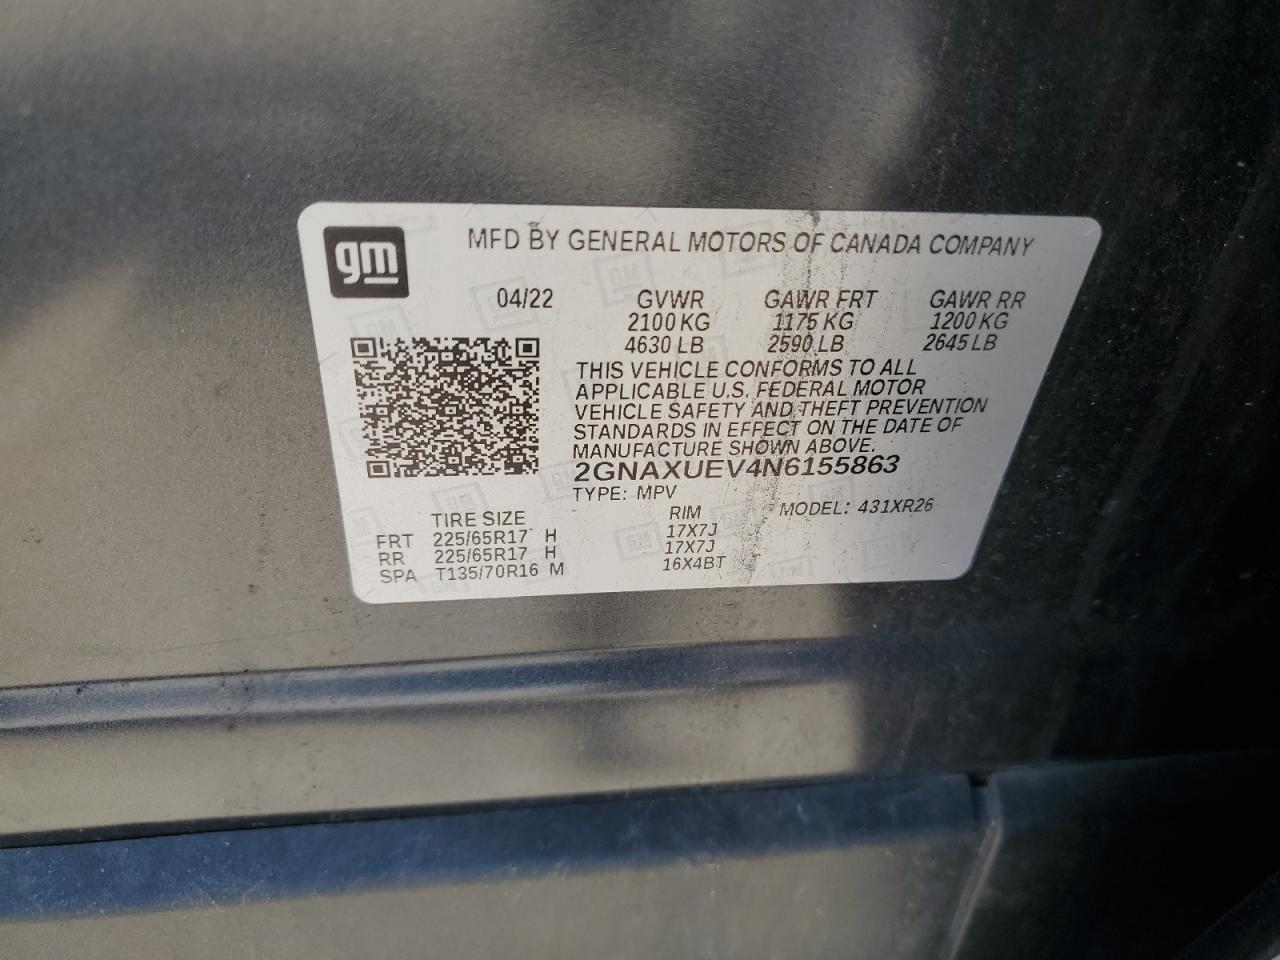 gm
MFD BY GENERAL MOTORS OF CANADA COMPANY
04/22 GVWR GAWR FRT GAWR RR
2100 KG 1175 KG 1200 KG
4630 LB 2590 LB 2645 LB
THIS VEHICLE CONFORMS TO ALL
APPLICABLE U.S. FEDERAL MOTOR
VEHICLE SAFETY AND THEFT PREVENTION
STANDARDS IN EFFECT ON THE DATE OF
MANUFACTURE SHOWN ABOVE.
2GNAXUEV4N6155863
TYPE: MPV MODEL: 431XR26
TIRE SIZE RIM
FRT 225/65R17 H 17X7J
RR 225/65R17 H 17X7J
SPA T135/70R16 M 16X4BT